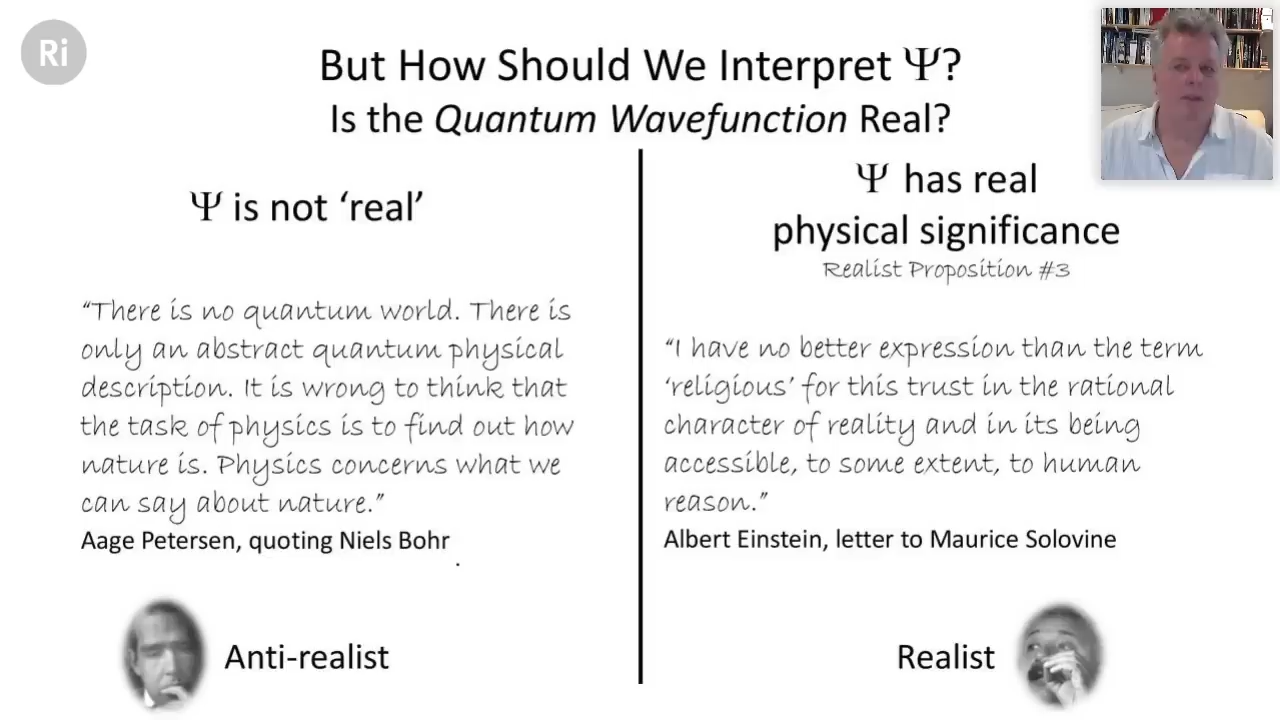 Ri
But How Should We Interpret Ψ?
Is the Quantum Wavefunction Real?
Ψ is not ‘real’
“There is no quantum world. There is
only an abstract quantum physical
description. It is wrong to think that
the task of physics is to find out how
nature is. Physics concerns what we
can say about nature.”
Aage Petersen, quoting Niels Bohr
Anti-realist
Ψ has real
physical significance
Realist Proposition #3
“I have no better expression than the term
‘religious’ for this trust in the rational
character of reality and in its being
accessible, to some extent, to human
reason.”
Albert Einstein, letter to Maurice Solovine
Realist